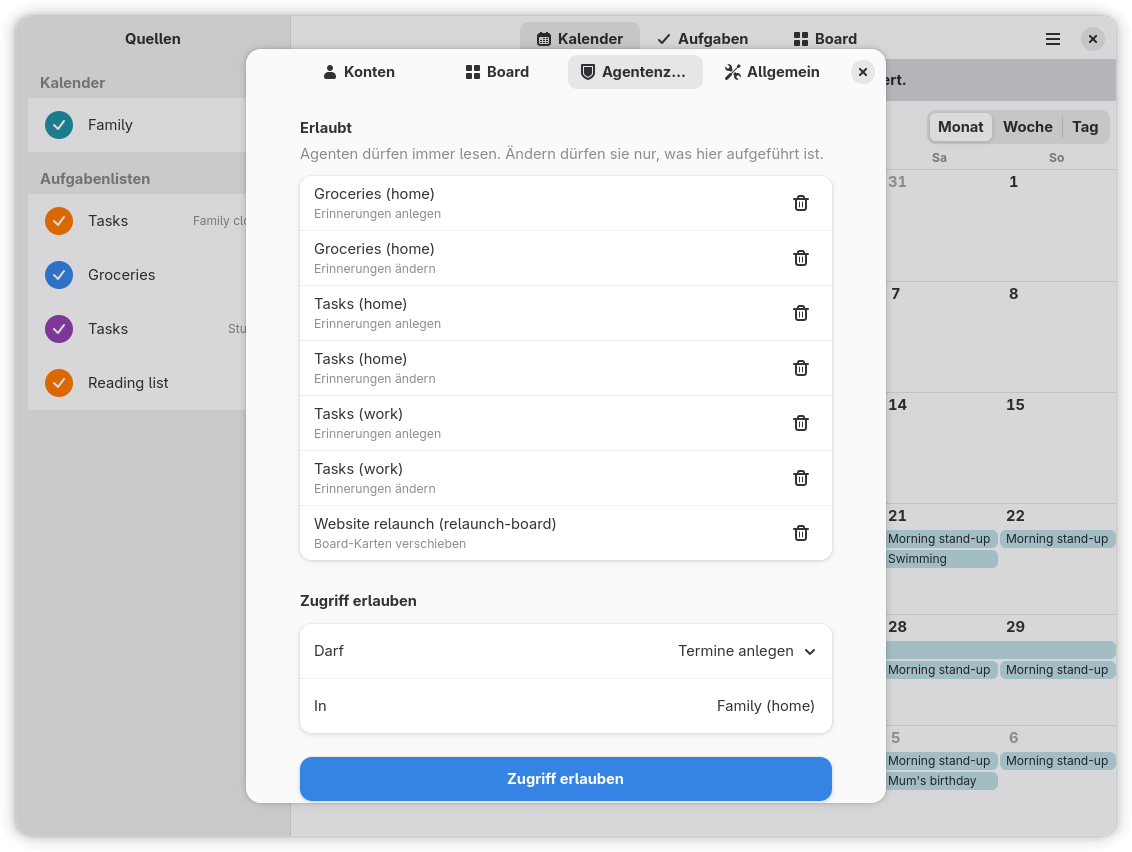 Quellen
Kalender
Aufgaben
Board
Kalender
Family
Aufgabenlisten
Tasks
Groceries
Tasks
Reading list
Konten
Board
Agentenz…
Allgemein
Erlaubt
Agenten dürfen immer lesen. Ändern dürfen sie nur, was hier aufgeführt ist.
Groceries (home)
Erinnerungen anlegen
Groceries (home)
Erinnerungen ändern
Tasks (home)
Erinnerungen anlegen
Tasks (home)
Erinnerungen ändern
Tasks (work)
Erinnerungen anlegen
Tasks (work)
Erinnerungen ändern
Website relaunch (relaunch-board)
Board-Karten verschieben
Zugriff erlauben
Darf
Termine anlegen
In
Family (home)
Zugriff erlauben
Monat
Woche
Tag
Sa
So
31
1
7
8
14
15
21
22
Morning stand-up
Morning stand-up
Swimming
28
29
Morning stand-up
Morning stand-up
5
6
Morning stand-up
Morning stand-up
Mum's birthday